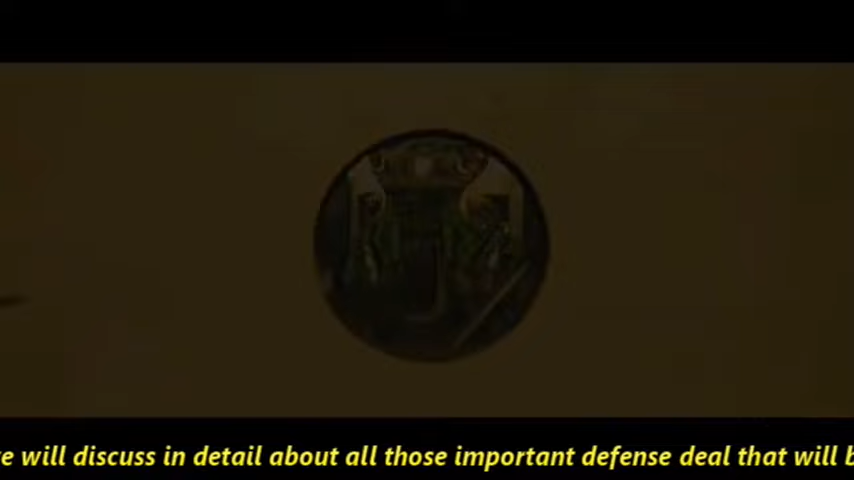 e will discuss in detail about all those important defense deal that will b